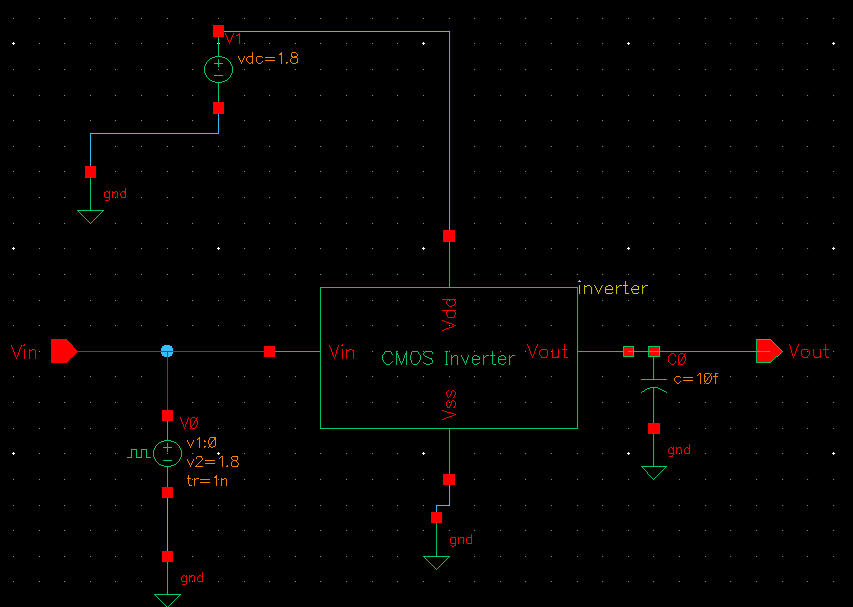 V1
vdc=1.8
gnd
inverter
Vdd
Vin
Vin
CMOS Inverter
Vout
Vout
C0
c=10f
Vss
V0
v1:0
v2=1.8
tr=1n
gnd
gnd
gnd